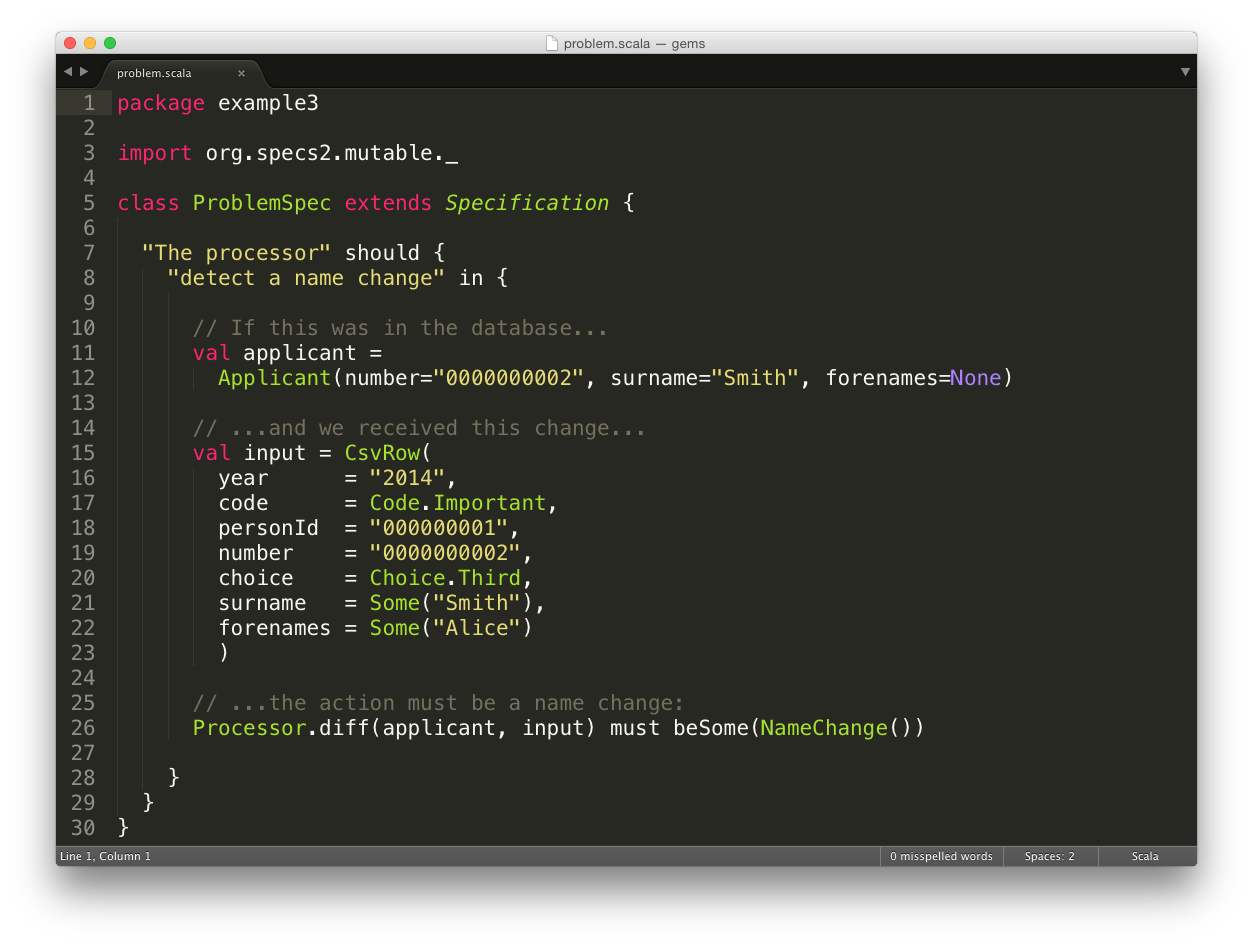 problem.scala — gems
problem.scala ×
1 package example3
2
3 import org.specs2.mutable._
4
5 class ProblemSpec extends Specification {
6
7   "The processor" should {
8     "detect a name change" in {
9
10       // If this was in the database...
11       val applicant =
12         Applicant(number="0000000002", surname="Smith", forenames=None)
13
14       // ...and we received this change...
15       val input = CsvRow(
16         year      = "2014",
17         code      = Code.Important,
18         personId  = "000000001",
19         number    = "0000000002",
20         choice    = Choice.Third,
21         surname   = Some("Smith"),
22         forenames = Some("Alice")
23         )
24
25       // ...the action must be a name change:
26       Processor.diff(applicant, input) must beSome(NameChange())
27
28     }
29   }
30 }
Line 1, Column 1 0 misspelled words Spaces: 2 Scala